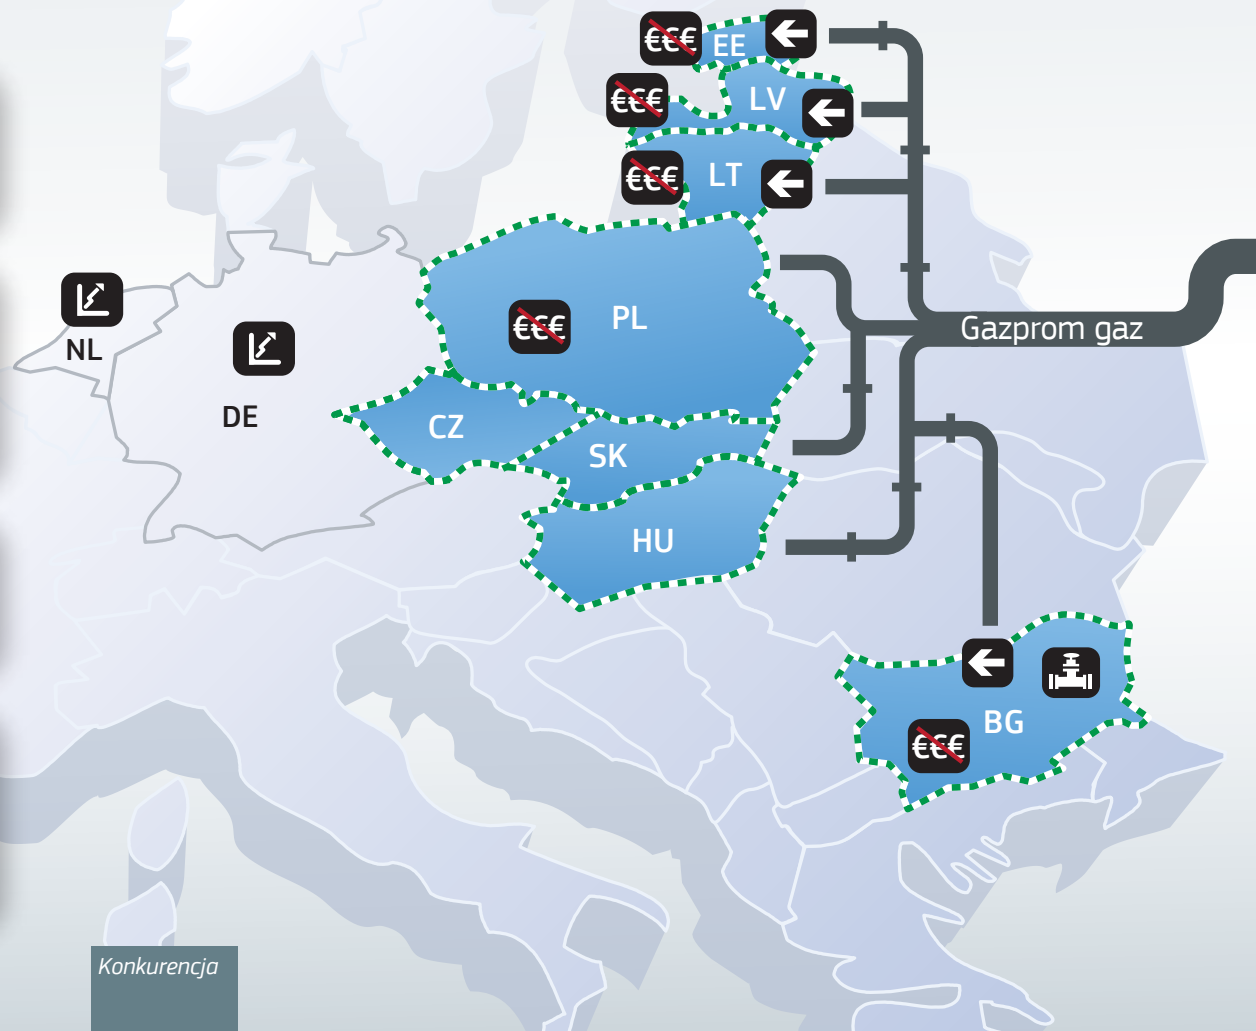 €€€ EE
€€€ LV
€€€ LT
€€€ PL
Gazprom gaz
NL
DE
CZ
SK
HU
BG
€€€
Konkurencja